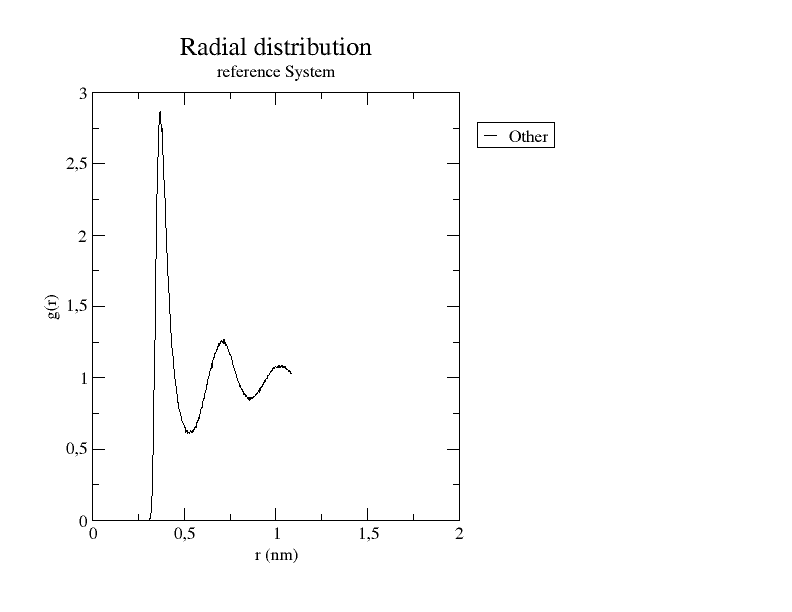 Radial distribution
reference System
3
2,5
2
1,5
1
0,5
0
g(r)
0
0,5
1
1,5
2
r (nm)
Other